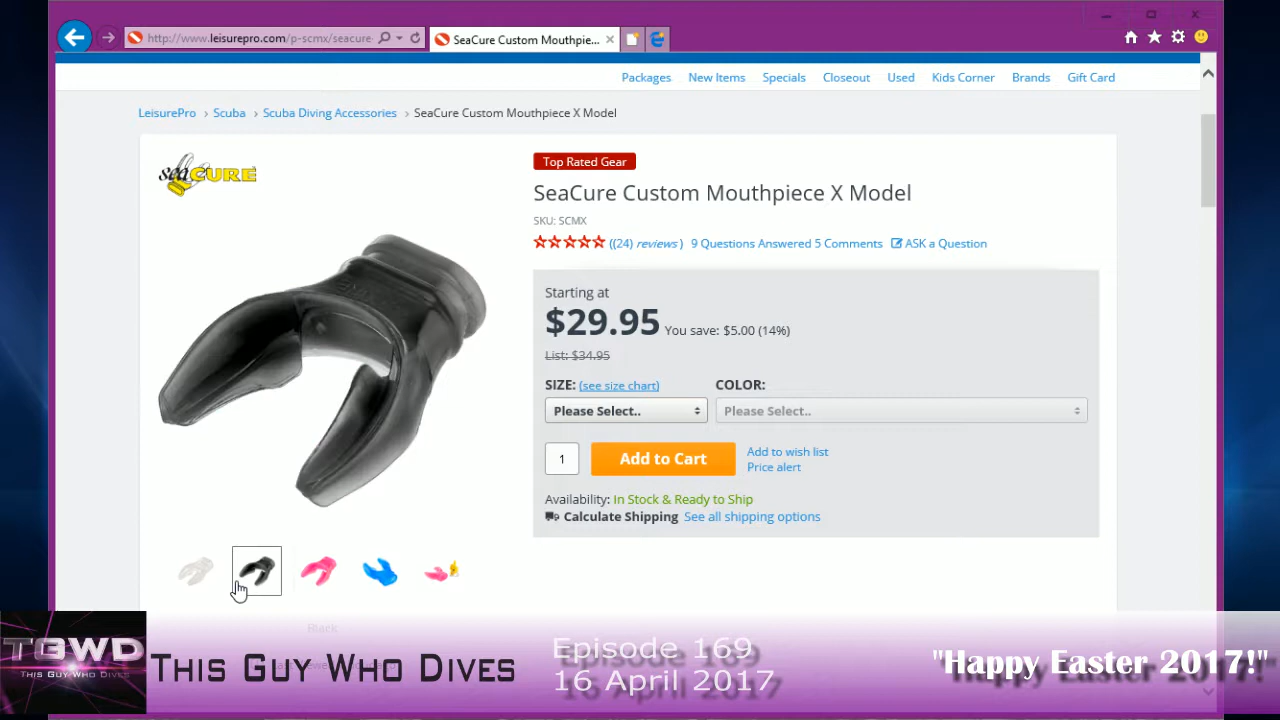 http://www.leisurepro.com/p-scmx/seacure-
SeaCure Custom Mouthpie...
Packages New Items Specials Closeout Used Kids Corner Brands Gift Card
LeisurePro > Scuba > Scuba Diving Accessories > SeaCure Custom Mouthpiece X Model
seaCURE
Top Rated Gear
SeaCure Custom Mouthpiece X Model
SKU: SCMX
((24) reviews ) 9 Questions Answered 5 Comments ASK a Question
Starting at
$29.95 You save: $5.00 (14%)
List: $34.95
SIZE: (see size chart) COLOR:
Please Select.. Please Select..
1 Add to Cart Add to wish list
Price alert
Availability: In Stock & Ready to Ship
Calculate Shipping See all shipping options
Black
TGWD
THIS GUY WHO DIVES
THIS GUY WHO DIVES
Episode 169
16 April 2017
"Happy Easter 2017!"